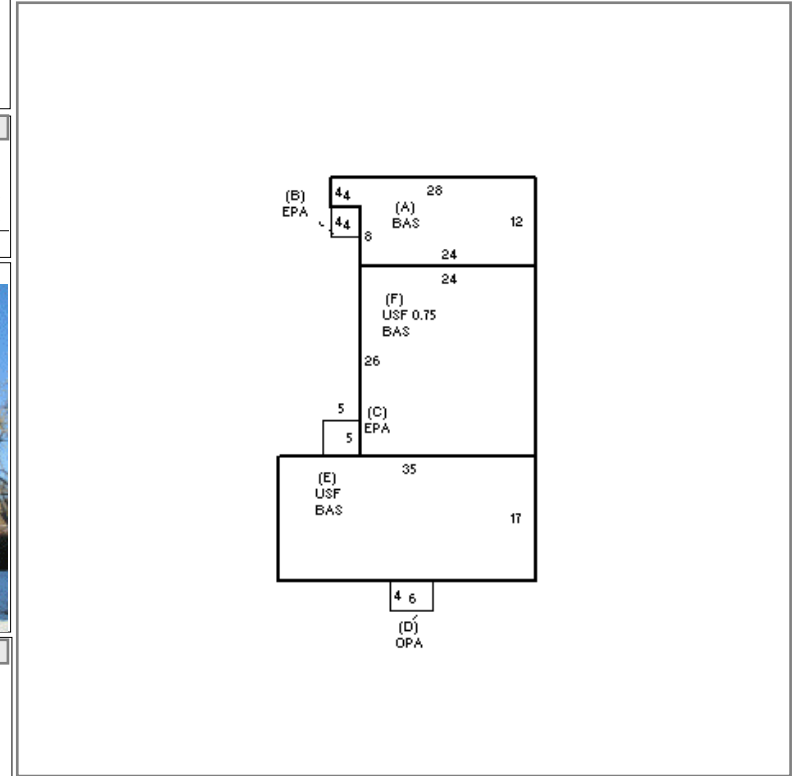 4 4
28
(B)
EPA
(A)
BAS
12
4 4
8
24
24
(F)
USF 0.75
BAS
26
5
(C)
EPA
5
35
(E)
USF
BAS
17
4 6
(D)
OPA